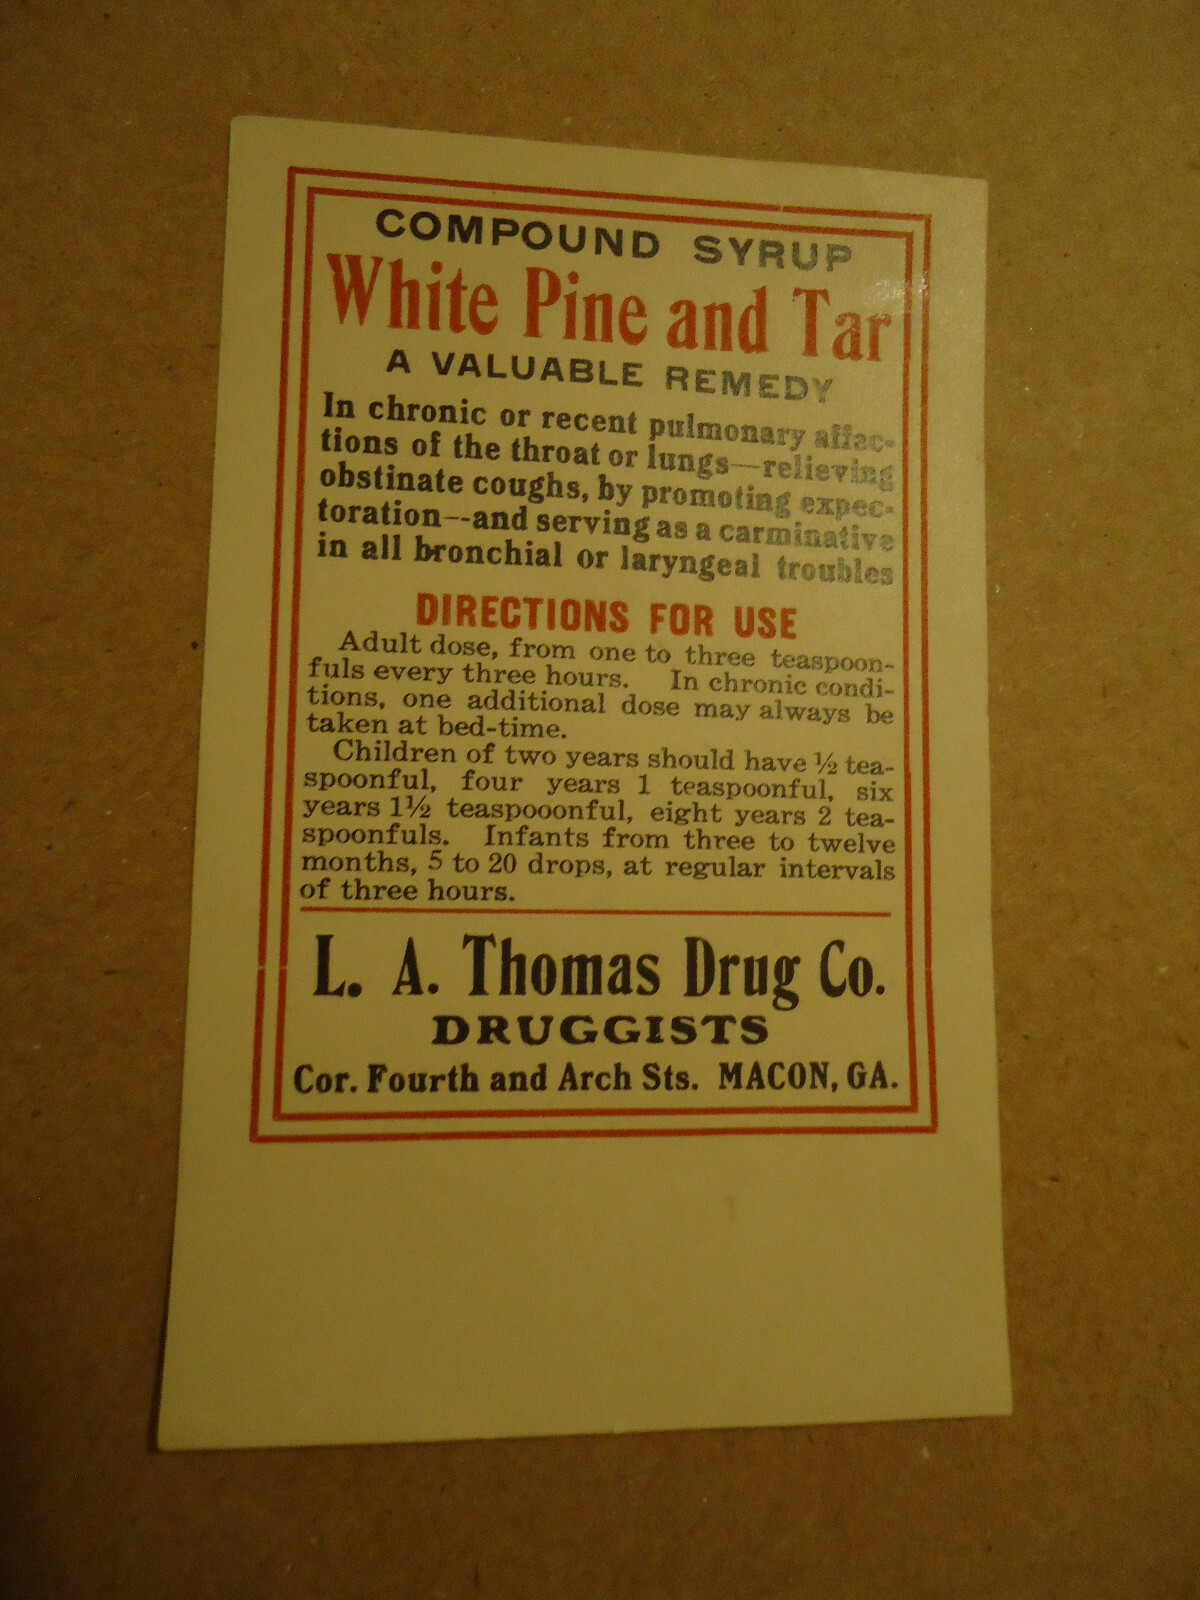 COMPOUND SYRUP
White Pine and Tar
A VALUABLE REMEDY
In chronic or recent pulmonary affec-
tions of the throat or lungs—relieving
obstinate coughs, by promoting expec-
toration--and serving as a carminative
in all bronchial or laryngeal troubles
DIRECTIONS FOR USE
Adult dose, from one to three teaspoon-
fuls every three hours. In chronic condi-
tions, one additional dose may always be
taken at bed-time.
Children of two years should have ½ tea-
spoonful, four years 1 teaspoonful, six
years 1½ teaspooonful, eight years 2 tea-
spoonfuls. Infants from three to twelve
months, 5 to 20 drops, at regular intervals
of three hours.
L. A. Thomas Drug Co.
DRUGGISTS
Cor. Fourth and Arch Sts. MACON, GA.